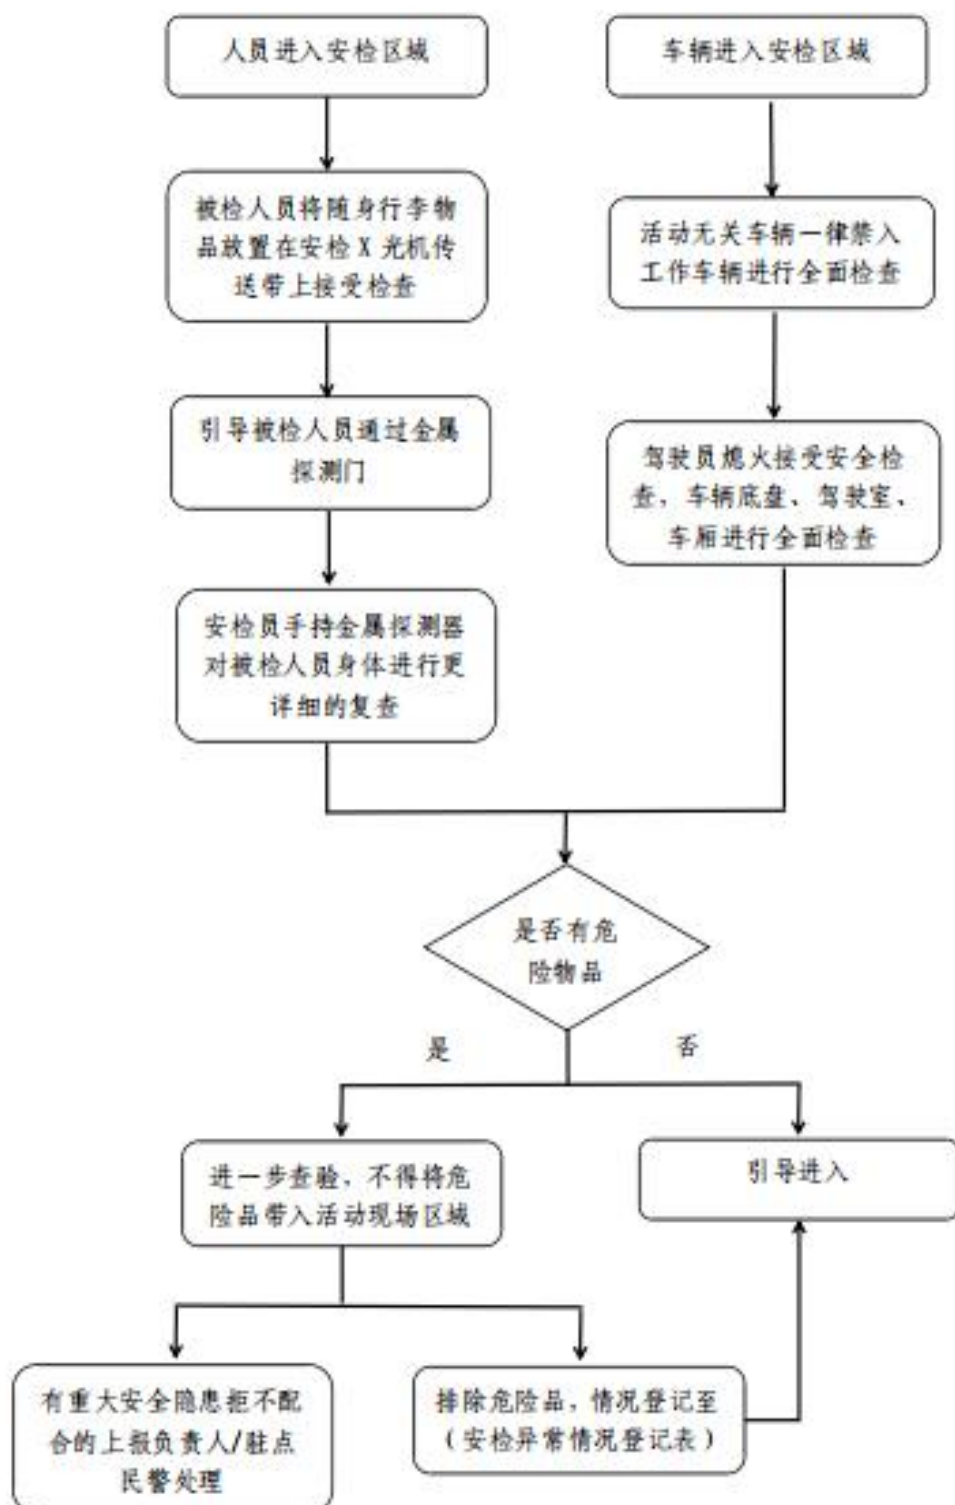 人员进入安检区域
车辆进入安检区域
被检人员将随身行李物
品放置在安检 X 光机传
送带上接受检查
活动无关车辆一律禁入
工作车辆进行全面检查
引导被检人员通过金属
探测门
驾驶员熄火接受安全检
查，车辆底盘、驾驶室、
车厢进行全面检查
安检员手持金属探测器
对被检人员身体进行更
详细的复查
是否有危
险物品
是
否
进一步查验，不得将危
险品带入活动现场区域
引导进入
有重大安全隐患拒不配
合的上报负责人/驻点
民警处理
排除危险品，情况登记至
（安检异常情况登记表）